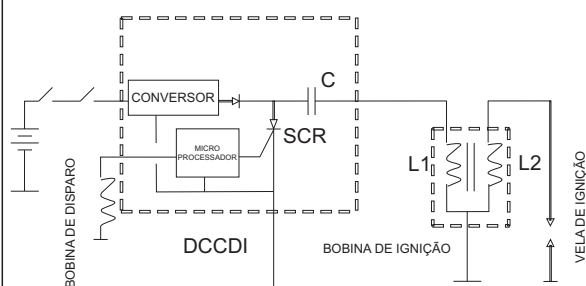 C
CONVERSOR
SCR
MICRO
PROCESSADOR
L1
L2
BOBINA DE DISPARO
DCCDI
BOBINA DE IGNIÇÃO
VELA DE IGNIÇÃO